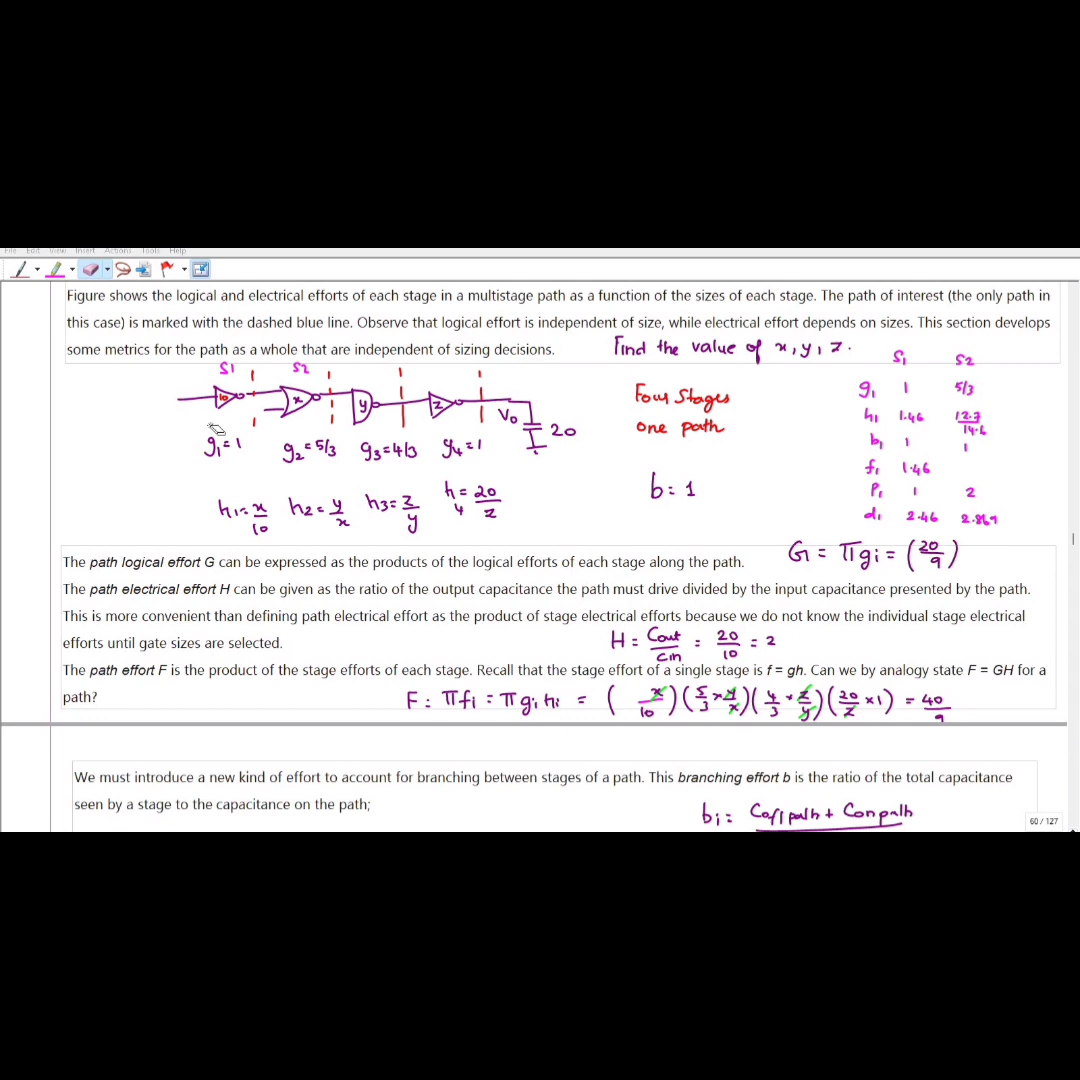 File Edit View Insert Actions Tools Help
Figure shows the logical and electrical efforts of each stage in a multistage path as a function of the sizes of each stage. The path of interest (the only path in
this case) is marked with the dashed blue line. Observe that logical effort is independent of size, while electrical effort depends on sizes. This section develops
some metrics for the path as a whole that are independent of sizing decisions.
Find the value of x, y, z.
S1 S2
S1 S2
10 x y z Vo 20
Four stages
one path
g1 1 5/3
h1 1.46 12.7/14.6
b1 1 1
f1 1.46
P1 1 2
d1 2.46 2.869
g1=1 g2=5/3 g3=4/3 g4=1
b=1
h1=x/10 h2=y/x h3=z/y h4=20/z
G = πgi = (20/9)
The path logical effort G can be expressed as the products of the logical efforts of each stage along the path.
The path electrical effort H can be given as the ratio of the output capacitance the path must drive divided by the input capacitance presented by the path.
This is more convenient than defining path electrical effort as the product of stage electrical efforts because we do not know the individual stage electrical
efforts until gate sizes are selected.
H = Cout/Cin = 20/10 = 2
The path effort F is the product of the stage efforts of each stage. Recall that the stage effort of a single stage is f = gh. Can we by analogy state F = GH for a
path?
F = πfi = πgihi = (x/10)(5/3 × y/x)(4/3 × z/y)(20/z ×1) = 40/9
We must introduce a new kind of effort to account for branching between stages of a path. This branching effort b is the ratio of the total capacitance
seen by a stage to the capacitance on the path;
bi = Coffpath + Conpath
60 / 127